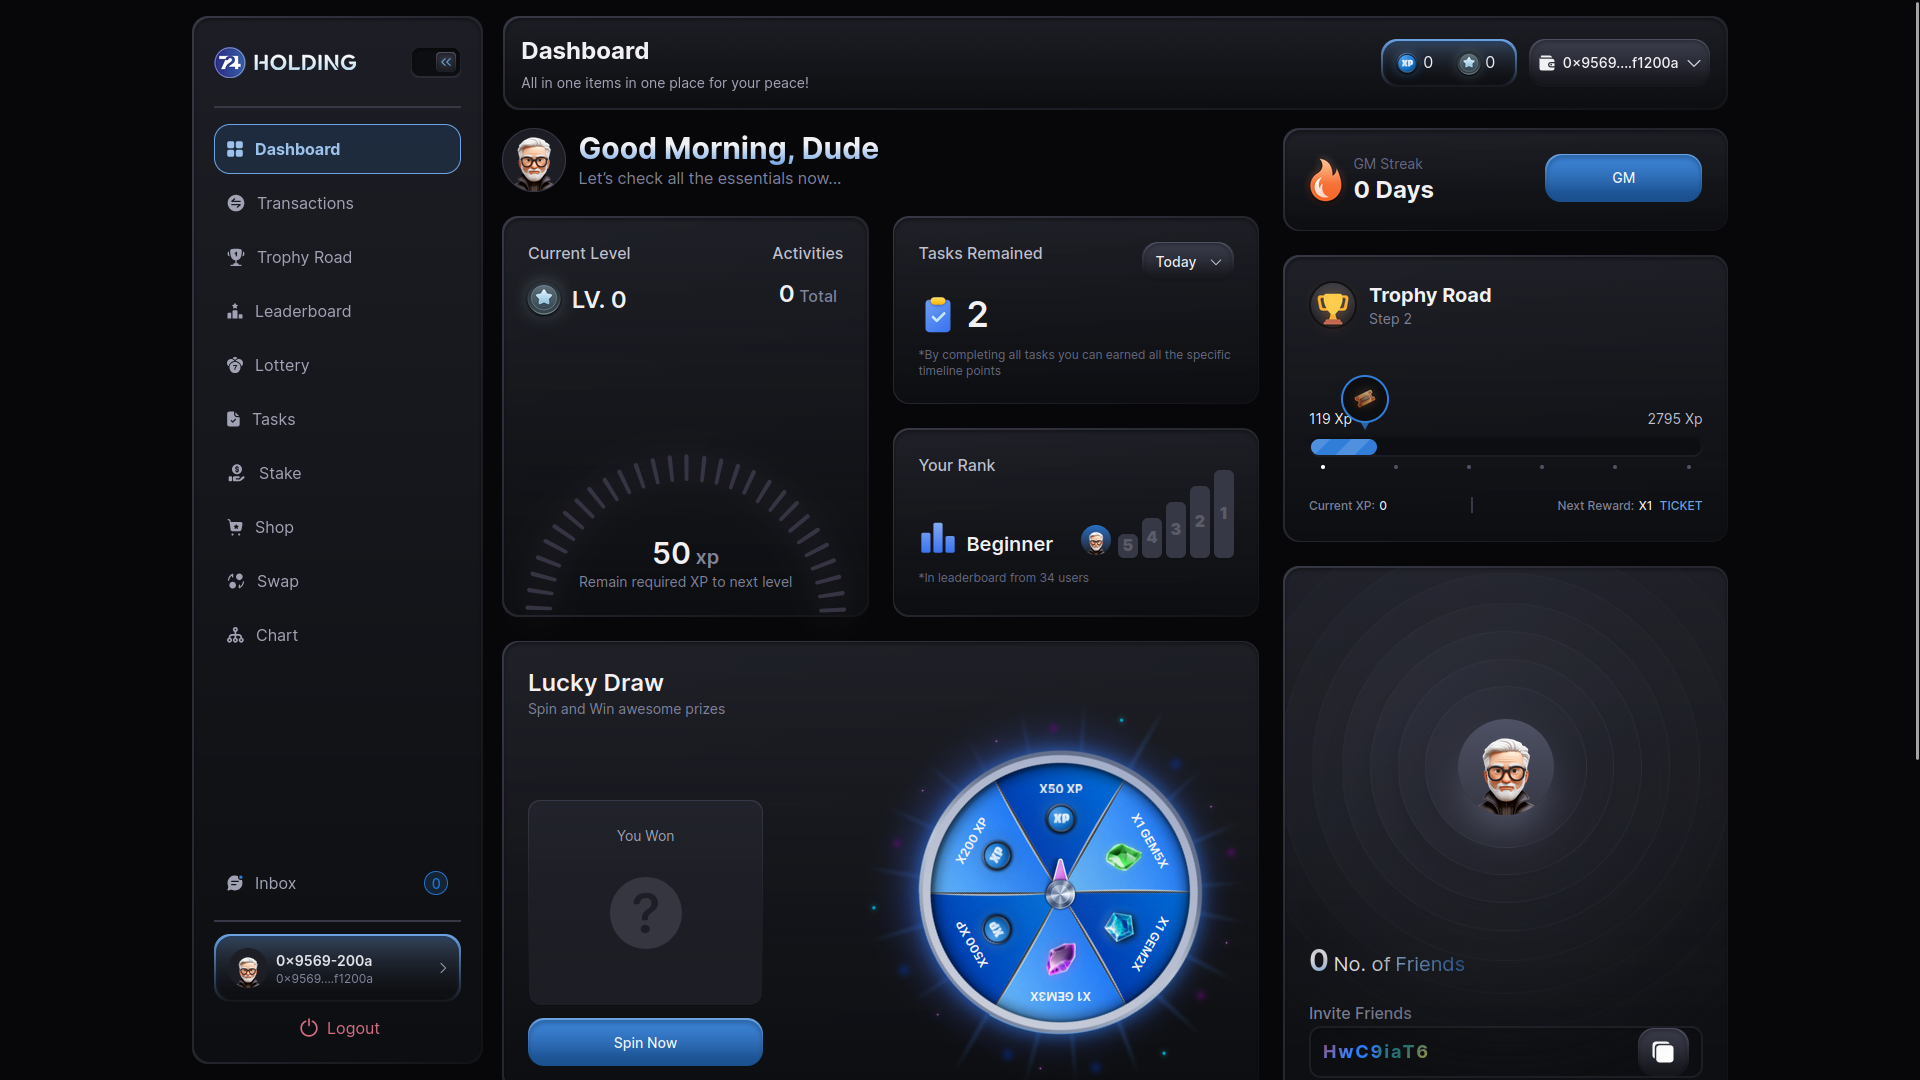 74 HOLDING
Dashboard
Transactions
Trophy Road
Leaderboard
Lottery
Tasks
Stake
Shop
Swap
Chart
Inbox
0
0×9569-200a
0×9569....f1200a
Logout
Dashboard
All in one items in one place for your peace!
XP 0 0
0×9569....f1200a
Good Morning, Dude
Let's check all the essentials now...
Current Level
Activities
LV. 0
0 Total
50 xp
Remain required XP to next level
Tasks Remained
Today
2
*By completing all tasks you can earned all the specific
timeline points
Your Rank
Beginner
5 4 3 2 1
*In leaderboard from 34 users
Lucky Draw
Spin and Win awesome prizes
You Won
?
Spin Now
X50 XP
XP
X1 GEM5X
X1 GEM2X
X1 GEM3X
X500 XP
XP
X200 XP
XP
GM Streak
0 Days
GM
Trophy Road
Step 2
119 Xp
2795 Xp
Current XP: 0
Next Reward: X1 TICKET
0 No. of Friends
Invite Friends
HwC9iaT6